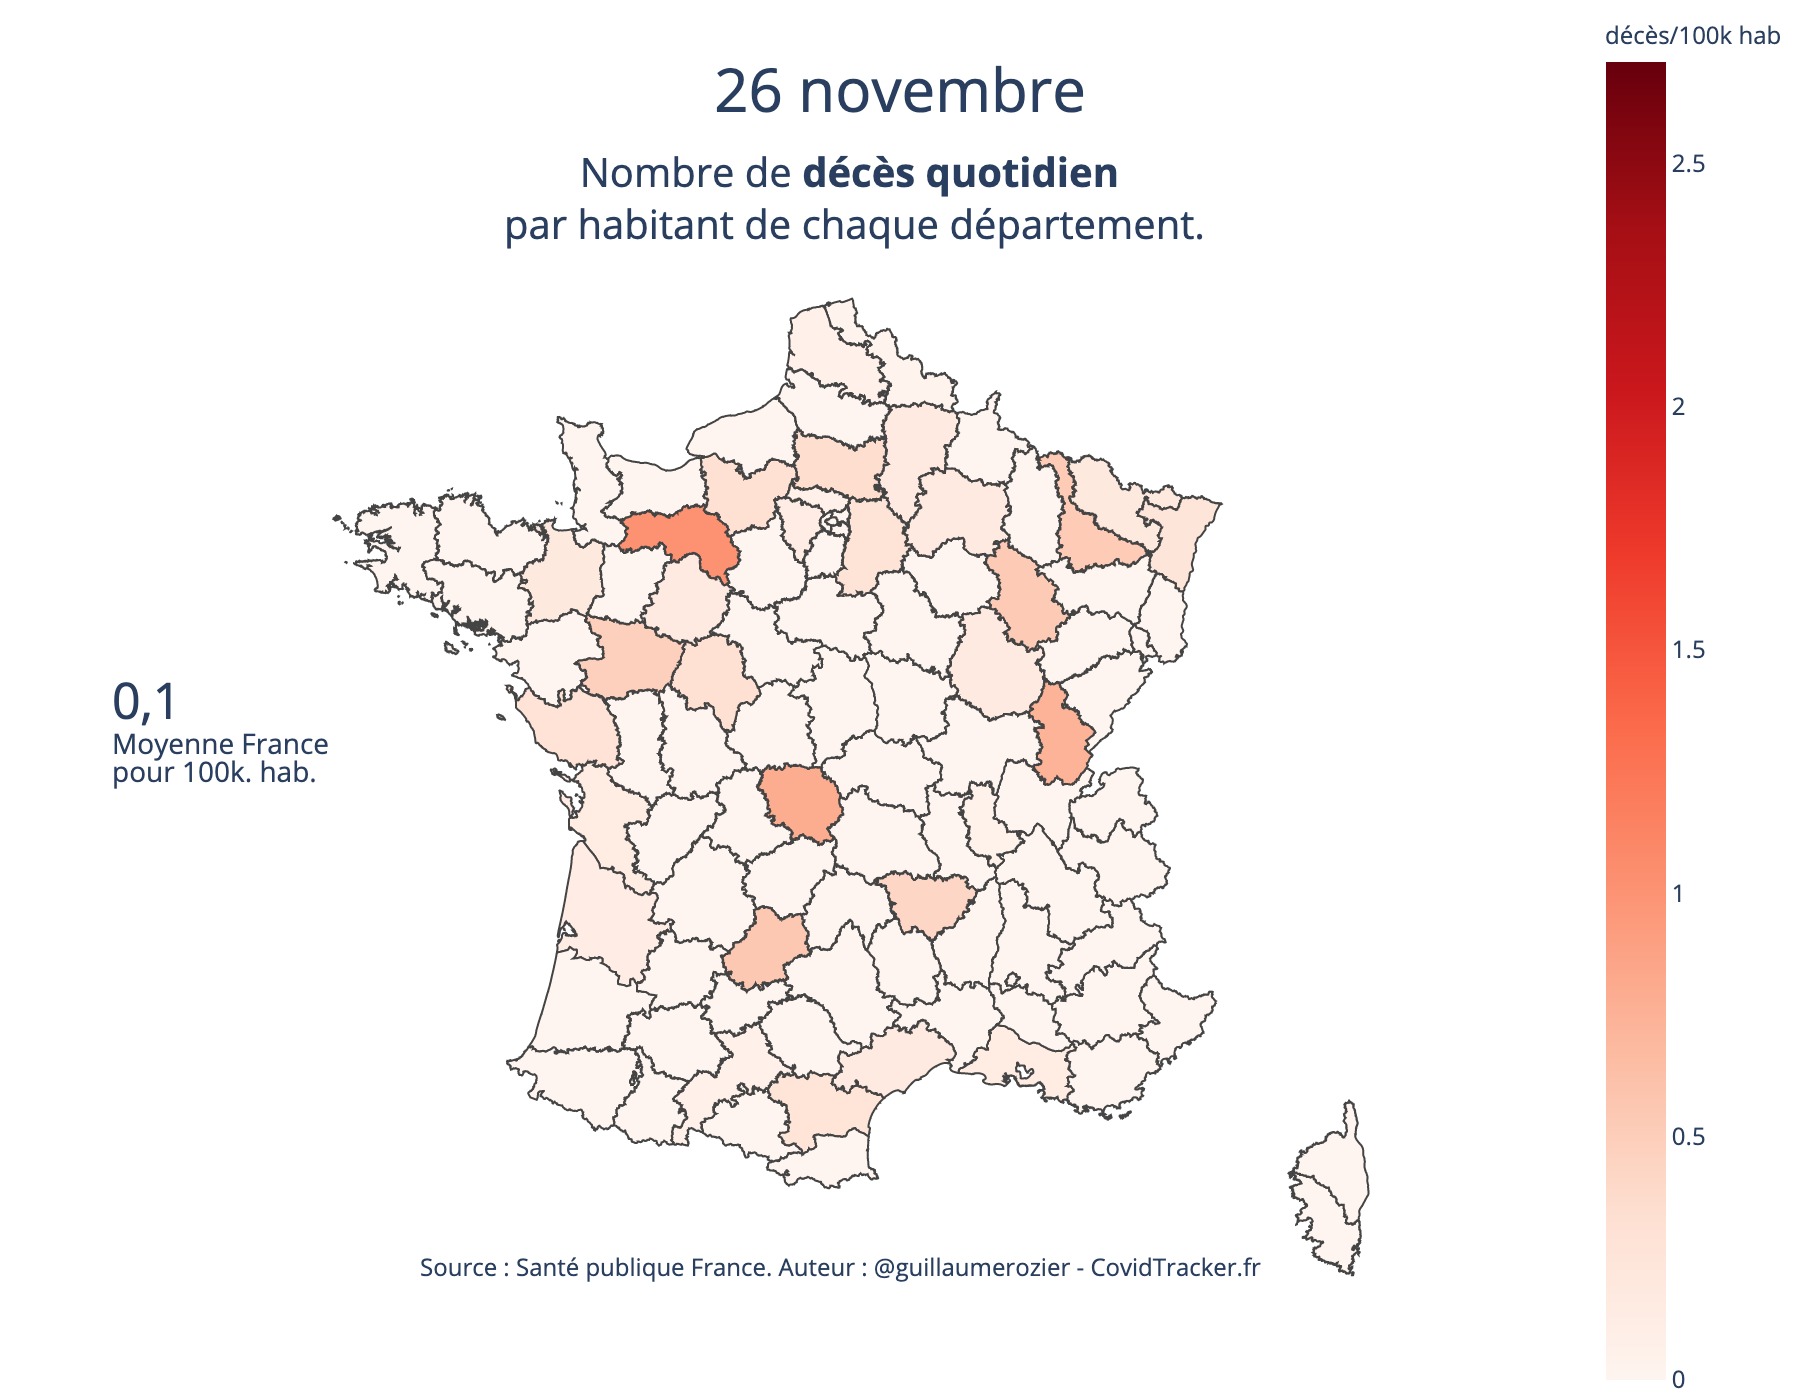 décès/100k hab
26 novembre
Nombre de décès quotidien
par habitant de chaque département.
2.5
2
1.5
1
0.5
0
0,1
Moyenne France
pour 100k. hab.
Source : Santé publique France. Auteur : @guillaumerozier - CovidTracker.fr